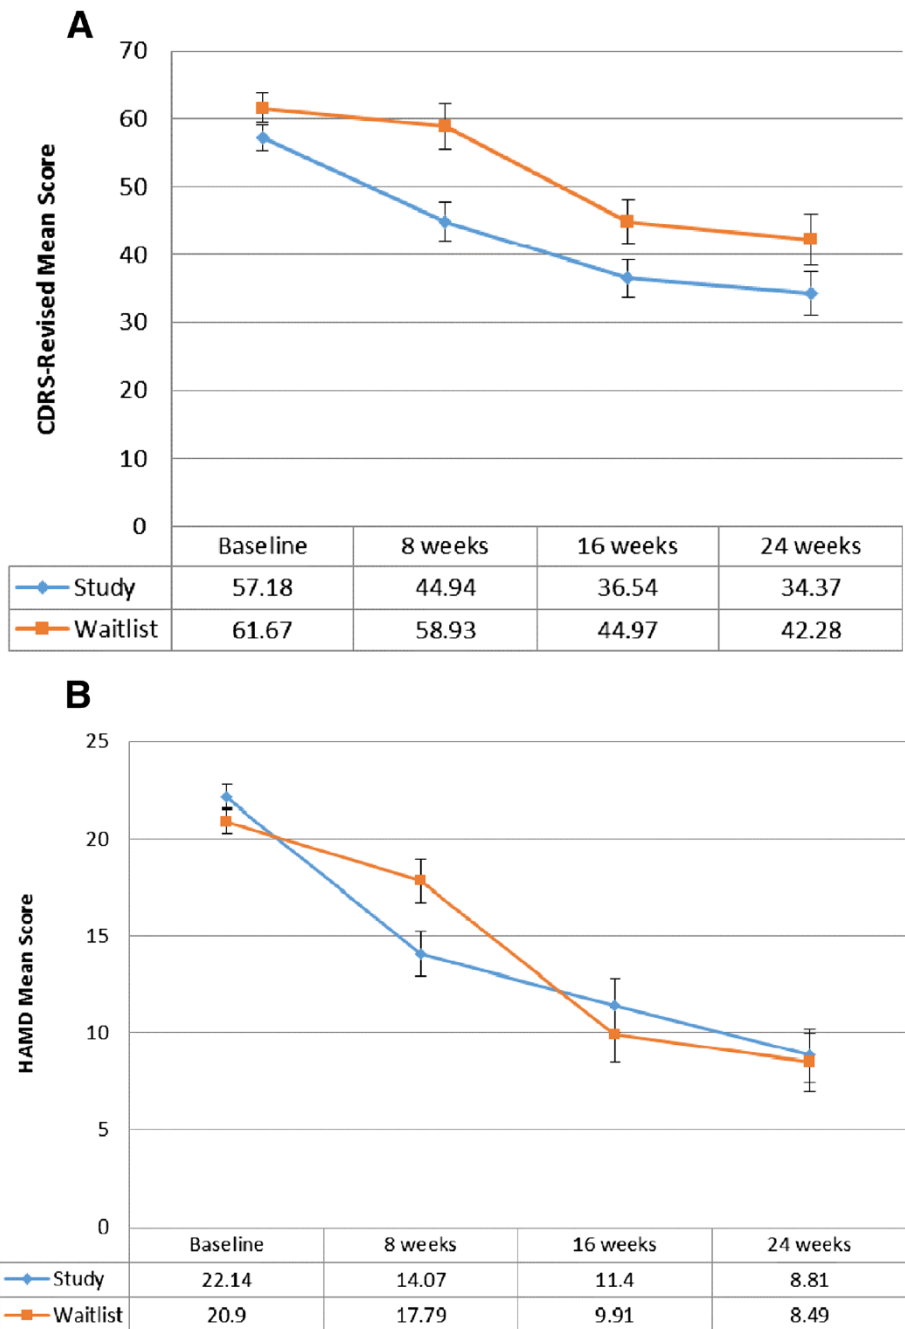 A
70
60
50
40
30
20
10
0
CDRS-Revised Mean Score
Baseline 8 weeks 16 weeks 24 weeks
Study 57.18 44.94 36.54 34.37
Waitlist 61.67 58.93 44.97 42.28
B
25
20
15
10
5
0
HAMD Mean Score
Baseline 8 weeks 16 weeks 24 weeks
Study 22.14 14.07 11.4 8.81
Waitlist 20.9 17.79 9.91 8.49